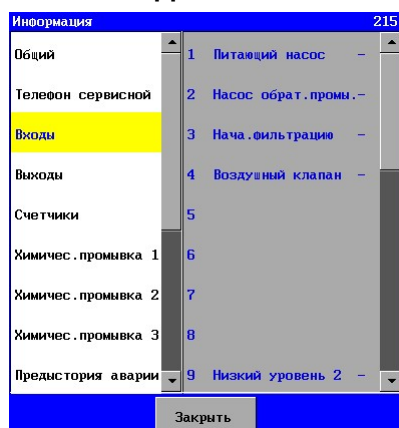 Информация 215
Общий
Телефон сервисной
Входы
Выходы
Счетчики
Химичес.промывка 1
Химичес.промывка 2
Химичес.промывка 3
Предыстория аварии
1 Питающий насос –
2 Насос обрат.промы.–
3 Нача.фильтрацию –
4 Воздушный клапан –
5
6
7
8
9 Низкий уровень 2 –
Закрыть